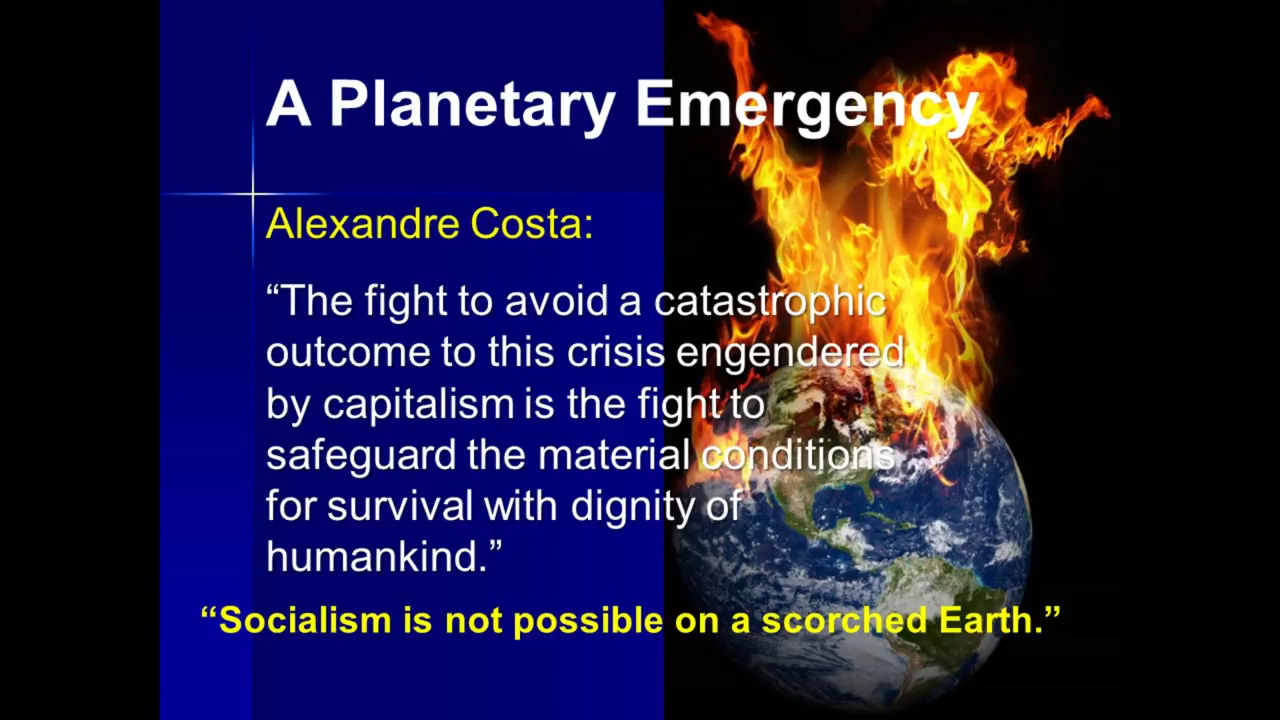 A Planetary Emergency
Alexandre Costa:
“The fight to avoid a catastrophic
outcome to this crisis engendered
by capitalism is the fight to
safeguard the material conditions
for survival with dignity of
humankind.”
“Socialism is not possible on a scorched Earth.”